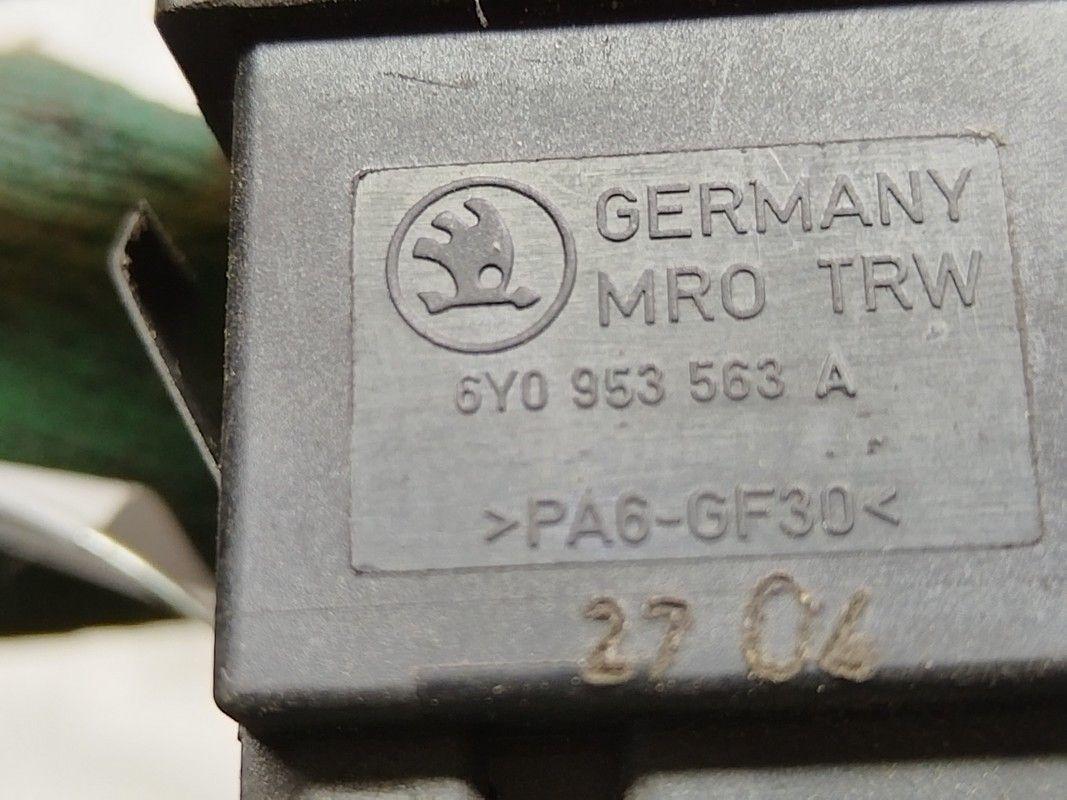 GERMANY
MRO TRW
6Y0 953 563 A
>PA6-GF30<
27 04